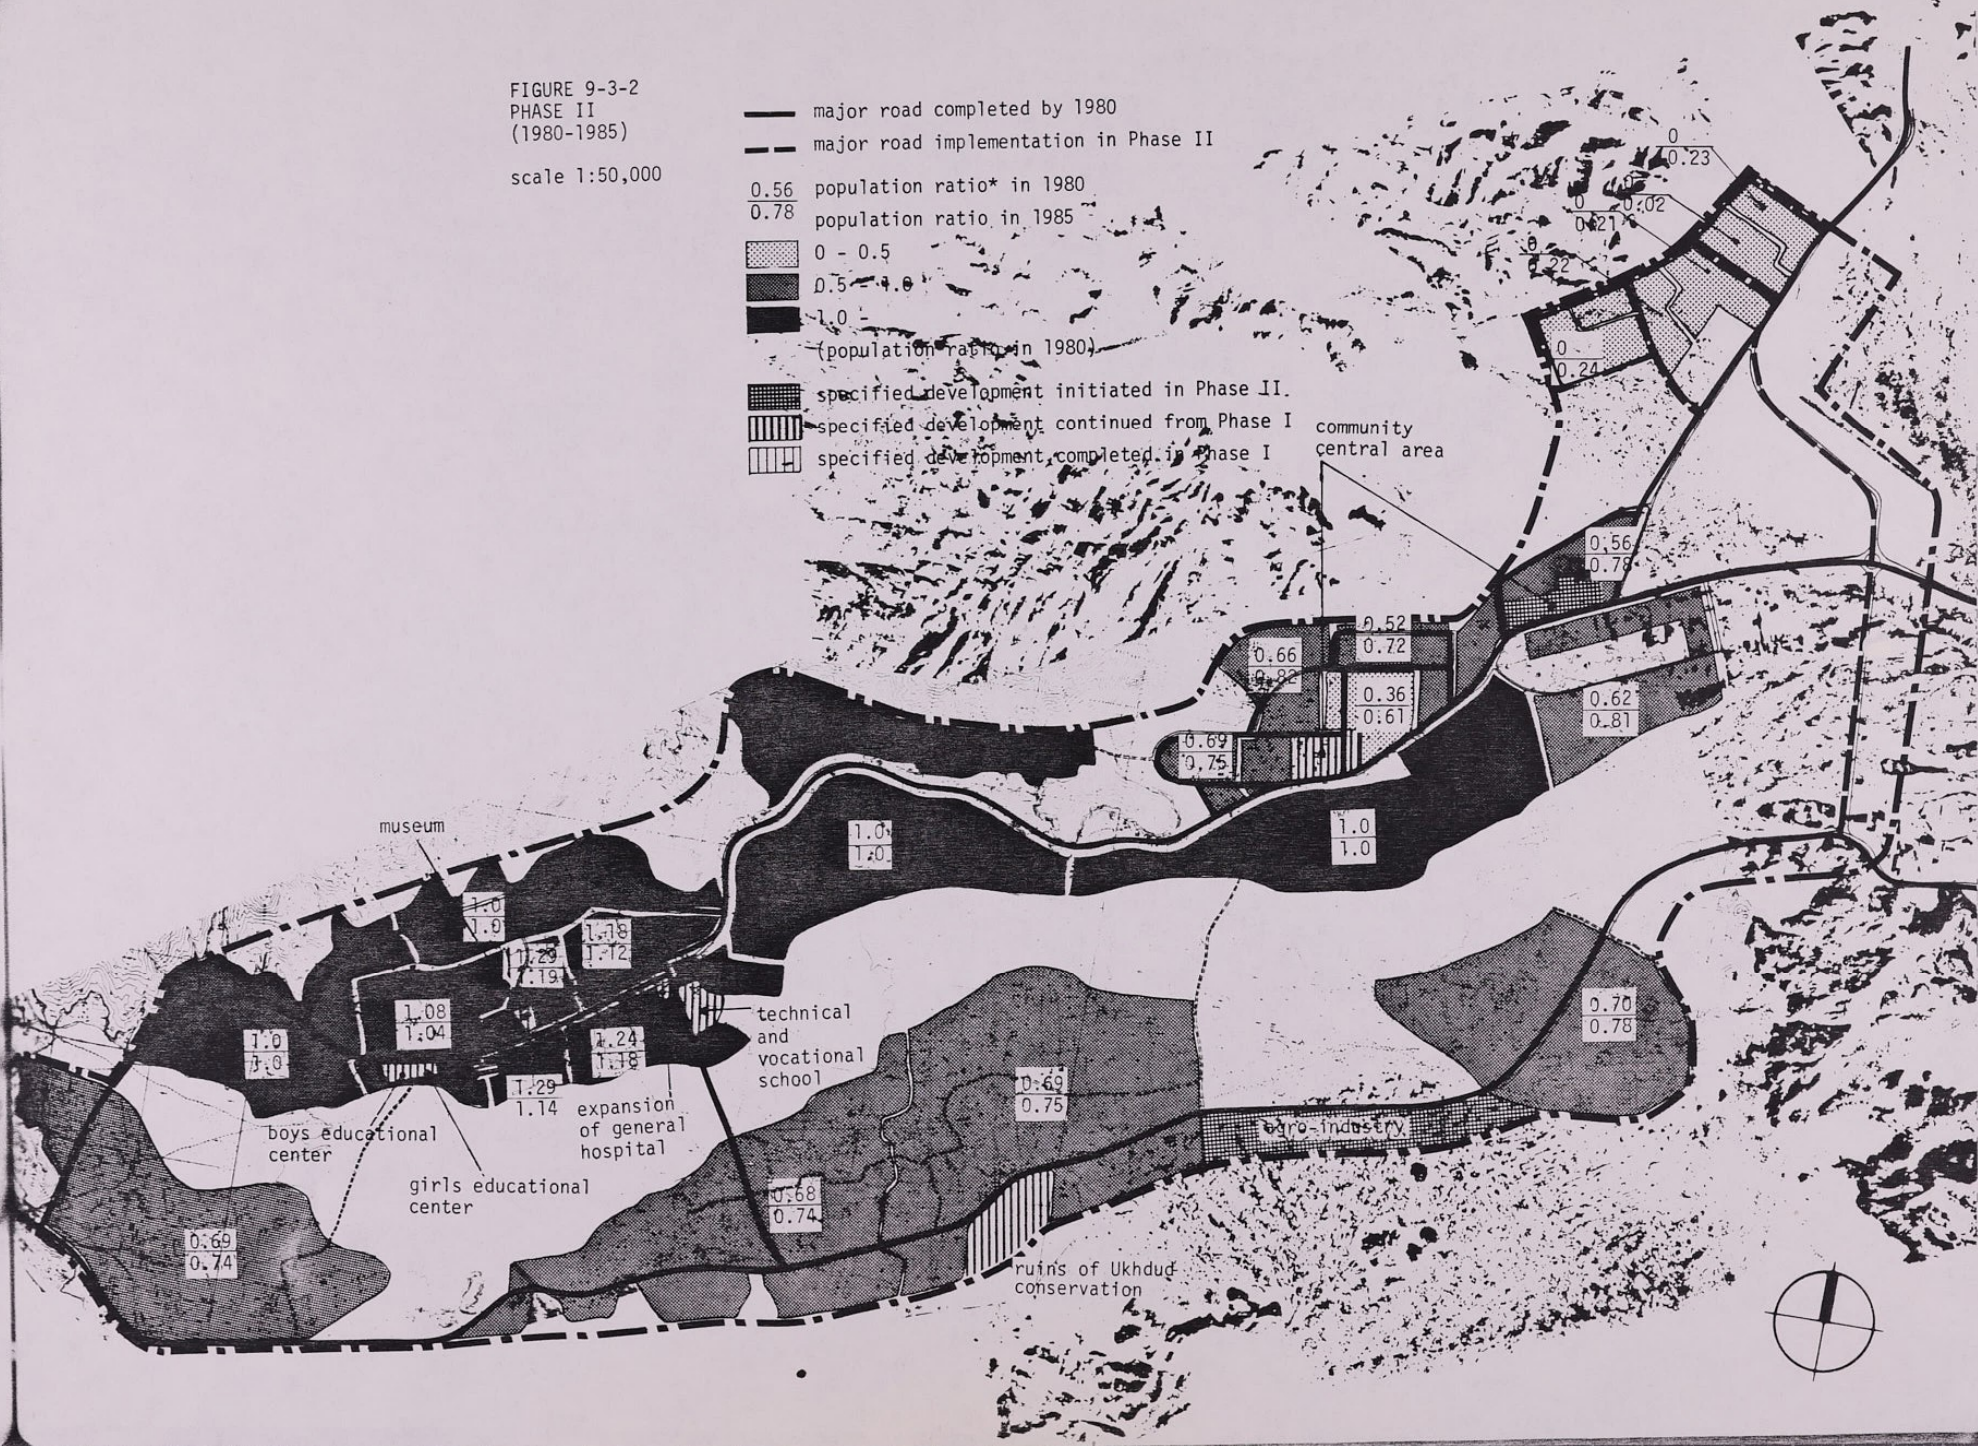 FIGURE 9-3-2
PHASE II
(1980-1985)
scale 1:50,000
major road completed by 1980
major road implementation in Phase II
0.56 population ratio* in 1980
0.78 population ratio in 1985
0 - 0.5
0.5 - 1.0
1.0 -
(population ratio in 1980)
specified development initiated in Phase II.
specified development continued from Phase I
specified development completed in Phase I
0
0.23
0
0.02
0
0.21
0
0.22
0
0.24
community
central area
0.56
0.78
0.52
0.72
0.66
0.82
0.36
0.61
0.62
0.81
0.69
0.75
museum
1.0
1.0
1.0
1.0
1.0
1.0
1.18
1.12
1.29
1.19
1.08
1.04
1.0
1.0
1.24
1.18
1.29
1.14
technical
and
vocational
school
0.70
0.78
0.69
0.75
expansion
of general
hospital
boys educational
center
agro-industry
girls educational
center
0.68
0.74
0.69
0.74
ruins of Ukhdud
conservation